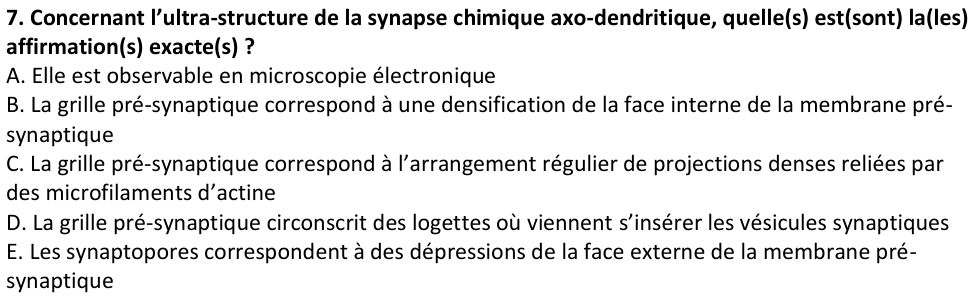 7. Concernant l’ultra-structure de la synapse chimique axo-dendritique, quelle(s) est(sont) la(les)
affirmation(s) exacte(s) ?
A. Elle est observable en microscopie électronique
B. La grille pré-synaptique correspond à une densification de la face interne de la membrane pré-
synaptique
C. La grille pré-synaptique correspond à l’arrangement régulier de projections denses reliées par
des microfilaments d’actine
D. La grille pré-synaptique circonscrit des logettes où viennent s’insérer les vésicules synaptiques
E. Les synaptopores correspondent à des dépressions de la face externe de la membrane pré-
synaptique